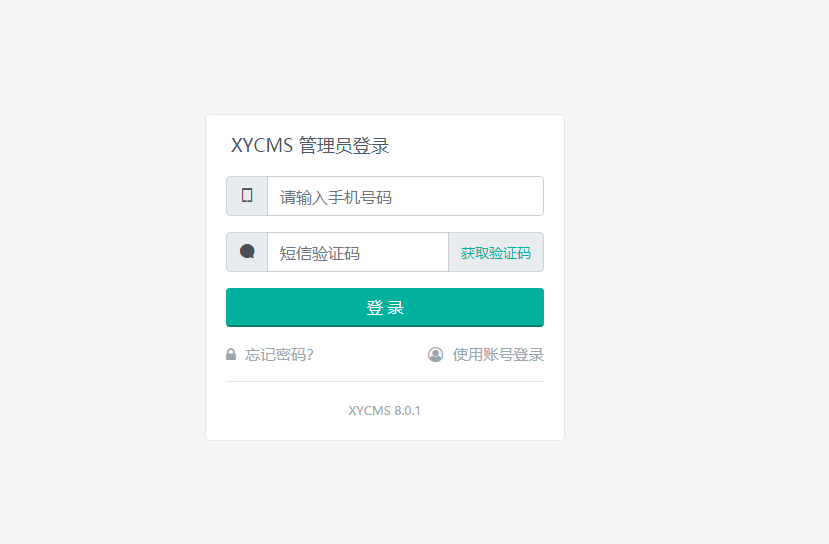 XYCMS 管理员登录
请输入手机号码
短信验证码 获取验证码
登 录
忘记密码? 使用账号登录
XYCMS 8.0.1